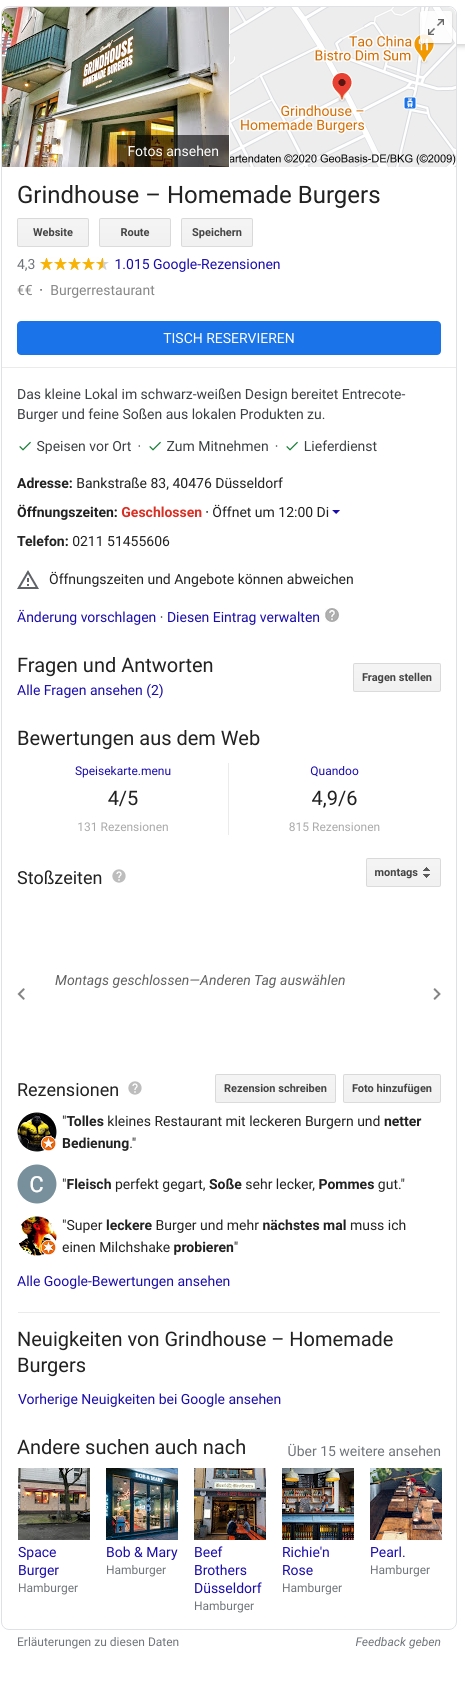 GRINDHOUSE
HOMEMADE BURGERS
Fotos ansehen
Tao China
Bistro Dim Sum
Grindhouse –
Homemade Burgers
artendaten ©2020 GeoBasis-DE/BKG (©2009)
Grindhouse – Homemade Burgers
Website Route Speichern
4,3 1.015 Google-Rezensionen
€€ · Burgerrestaurant
TISCH RESERVIEREN
Das kleine Lokal im schwarz-weißen Design bereitet Entrecote-
Burger und feine Soßen aus lokalen Produkten zu.
Speisen vor Ort · Zum Mitnehmen · Lieferdienst
Adresse: Bankstraße 83, 40476 Düsseldorf
Öffnungszeiten: Geschlossen · Öffnet um 12:00 Di
Telefon: 0211 51455606
Öffnungszeiten und Angebote können abweichen
Änderung vorschlagen · Diesen Eintrag verwalten ?
Fragen und Antworten
Alle Fragen ansehen (2)
Fragen stellen
Bewertungen aus dem Web
Speisekarte.menu Quandoo
4/5 4,9/6
131 Rezensionen 815 Rezensionen
Stoßzeiten ? montags
Montags geschlossen—Anderen Tag auswählen
Rezensionen ? Rezension schreiben Foto hinzufügen
"Tolles kleines Restaurant mit leckeren Burgern und netter
Bedienung."
C "Fleisch perfekt gegart, Soße sehr lecker, Pommes gut."
"Super leckere Burger und mehr nächstes mal muss ich
einen Milchshake probieren"
Alle Google-Bewertungen ansehen
Neuigkeiten von Grindhouse – Homemade
Burgers
Vorherige Neuigkeiten bei Google ansehen
Andere suchen auch nach Über 15 weitere ansehen
BOB & MARY
Space
Burger
Hamburger
Bob & Mary
Hamburger
Beef
Brothers
Düsseldorf
Hamburger
Richie'n
Rose
Hamburger
Pearl.
Hamburger
Erläuterungen zu diesen Daten Feedback geben